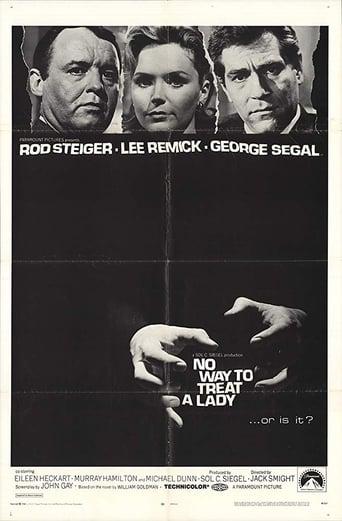 PARAMOUNT PICTURES presents
ROD STEIGER · LEE REMICK · GEORGE SEGAL
a SOL C. SIEGEL production
NO
WAY TO
TREAT
A LADY
...or is it?
co-starring
EILEEN HECKART · MURRAY HAMILTON and MICHAEL DUNN · Produced by SOL C. SIEGEL · Directed by JACK SMIGHT
Screenplay by JOHN GAY · Based on the novel by WILLIAM GOLDMAN · TECHNICOLOR® A PARAMOUNT PICTURE